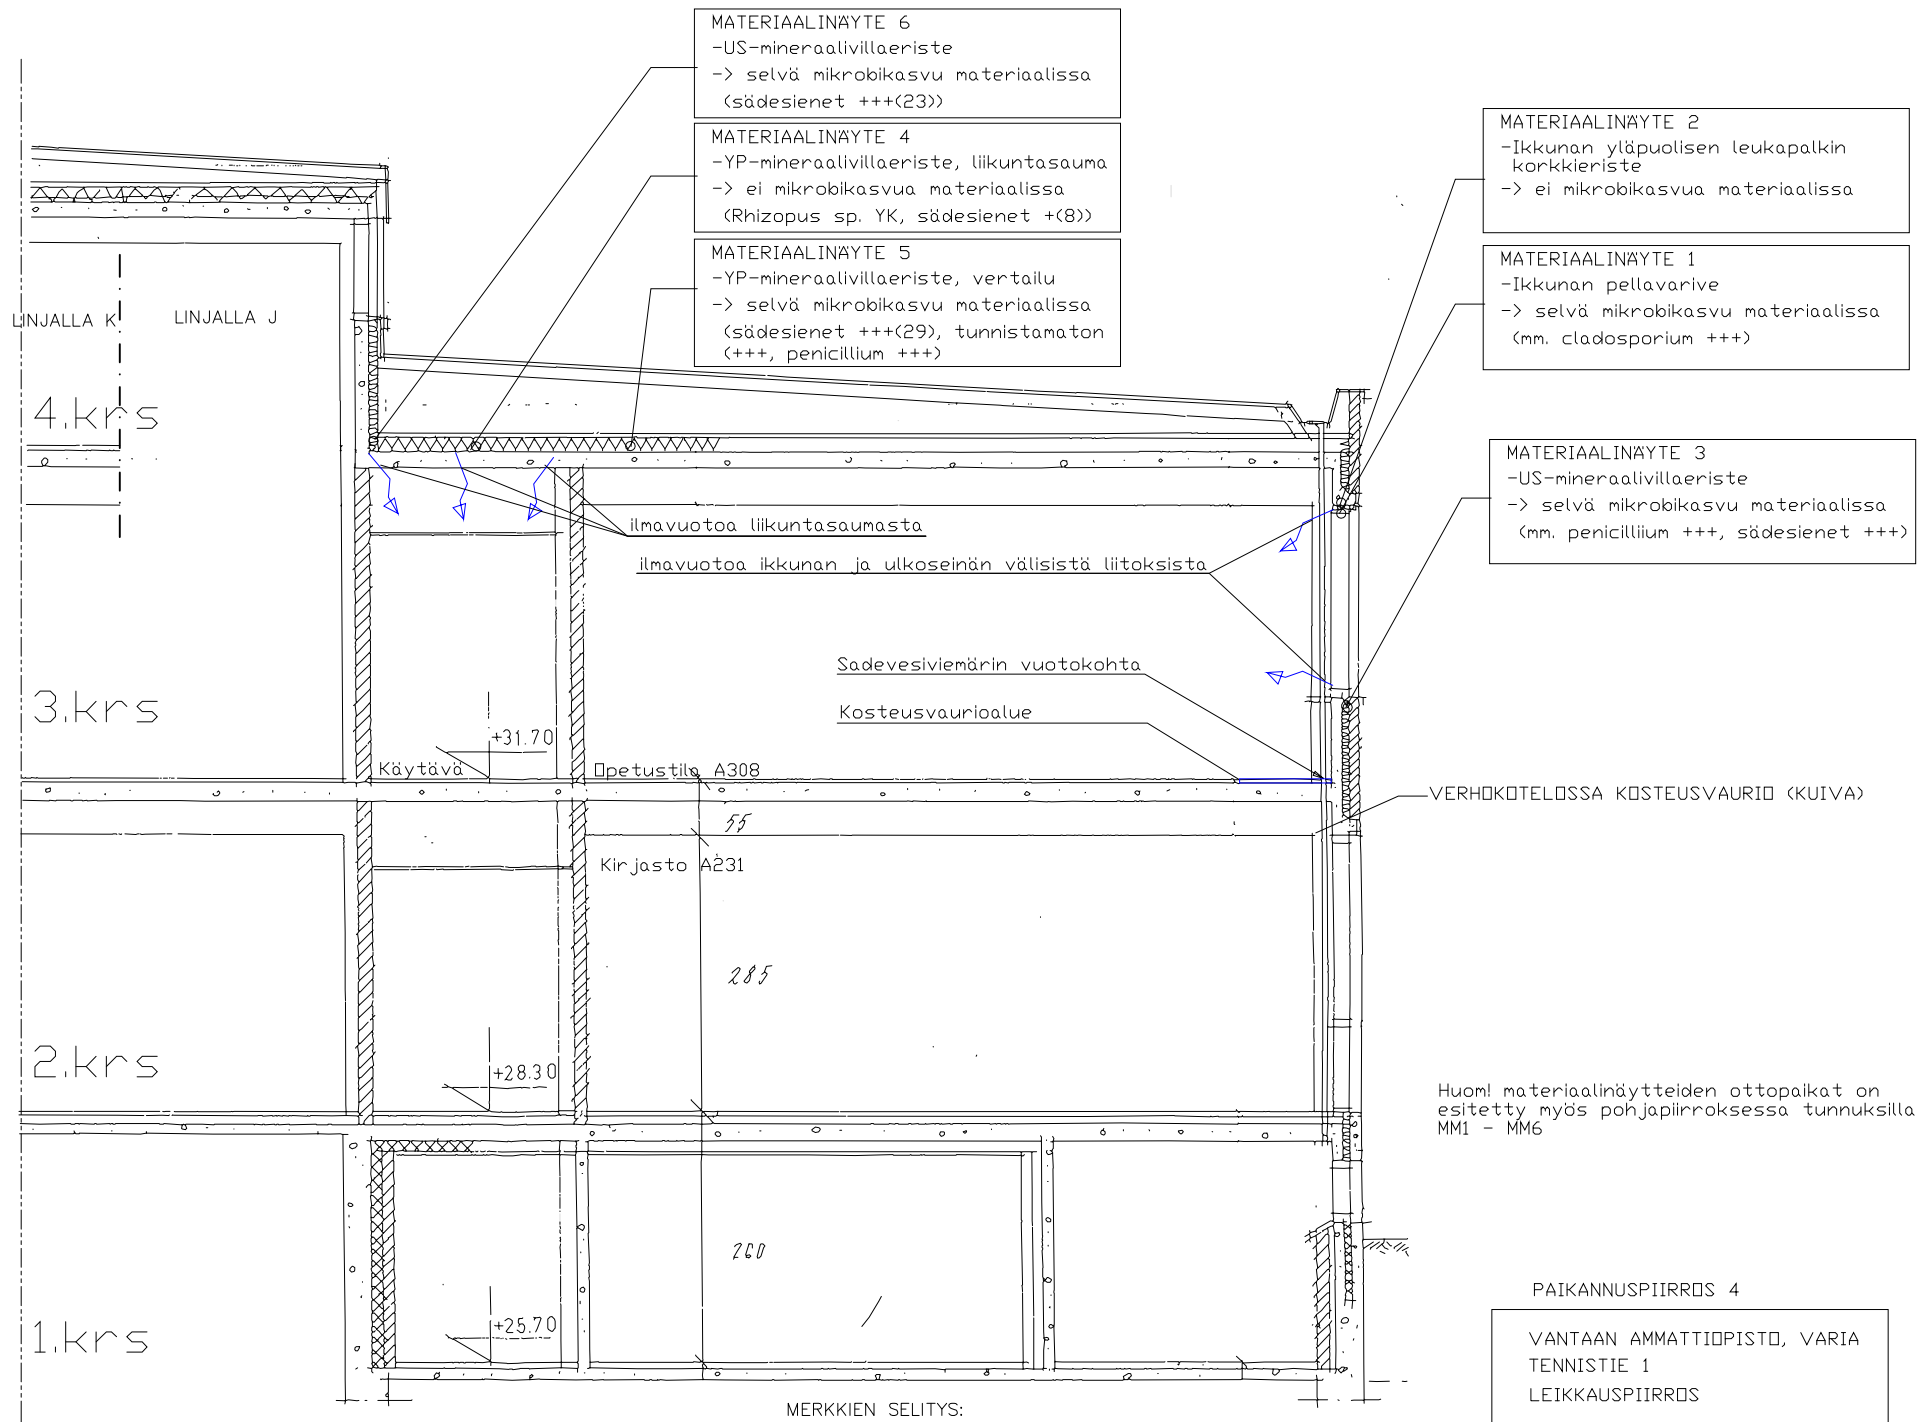 MATERIAALINÄYTE 6
-US-mineraalivillaeriste
-> selvä mikrobikasvu materiaalissa
(sädesienet +++(23))
MATERIAALINÄYTE 4
-YP-mineraalivillaeriste, liikuntasauma
-> ei mikrobikasvua materiaalissa
(Rhizopus sp. YK, sädesienet +(8))
MATERIAALINÄYTE 5
-YP-mineraalivillaeriste, vertailu
-> selvä mikrobikasvu materiaalissa
(sädesienet +++(29), tunnistamaton
(+++, penicillium +++)
MATERIAALINÄYTE 2
-Ikkunan yläpuolisen leukapalkin
korkkieriste
-> ei mikrobikasvua materiaalissa
MATERIAALINÄYTE 1
-Ikkunan pellavarive
-> selvä mikrobikasvu materiaalissa
(mm. cladosporium +++)
MATERIAALINÄYTE 3
-US-mineraalivillaeriste
-> selvä mikrobikasvu materiaalissa
(mm. penicilliium +++, sädesienet +++)
LINJALLA K
LINJALLA J
4.krs
ilmavuotoa liikuntasaumasta
ilmavuotoa ikkunan ja ulkoseinän välisistä liitoksista
Sadevesiviemärin vuotokohta
Kosteusvaurioalue
3.krs
+31.70
Käytävä
Opetustila A308
VERHOKOTELOSSA KOSTEUSVAURIO (KUIVA)
55
Kirjasto A231
285
2.krs
+28.30
Huom! materiaalinäytteiden ottopaikat on
esitetty myös pohjapiirroksessa tunnuksilla
MM1 - MM6
260
1.krs
+25.70
PAIKANNUSPIIRROS 4
VANTAAN AMMATTIOPISTO, VARIA
TENNISTIE 1
LEIKKAUSPIIRROS
MERKKIEN SELITYS: